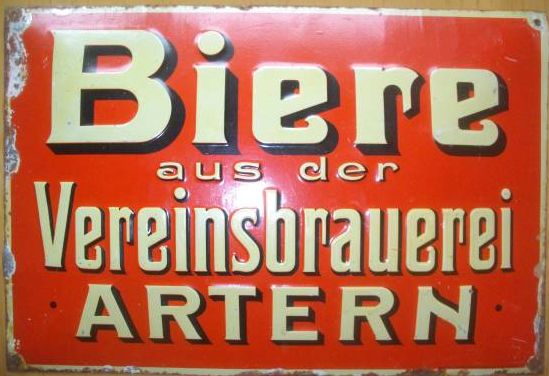 Biere
aus der
Vereinsbrauerei
· ARTERN ·